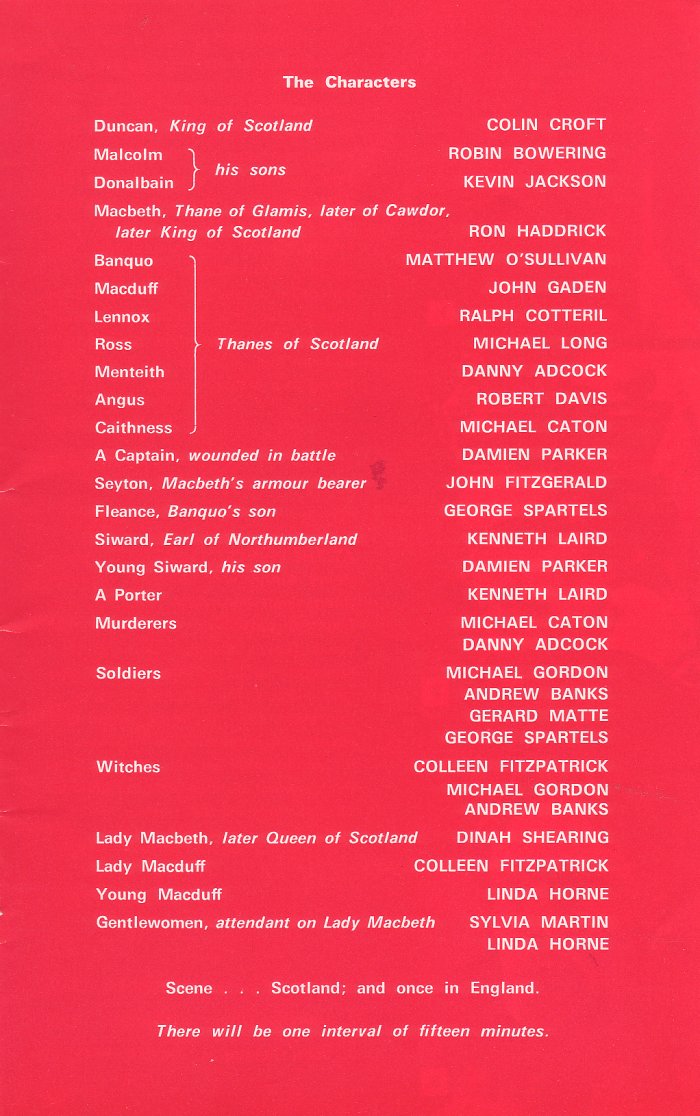 The Characters
Duncan, King of Scotland COLIN CROFT
Malcolm ROBIN BOWERING
his sons
Donalbain KEVIN JACKSON
Macbeth, Thane of Glamis, later of Cawdor,
later King of Scotland RON HADDRICK
Banquo MATTHEW O'SULLIVAN
Macduff JOHN GADEN
Lennox RALPH COTTERIL
Ross Thanes of Scotland MICHAEL LONG
Menteith DANNY ADCOCK
Angus ROBERT DAVIS
Caithness MICHAEL CATON
A Captain, wounded in battle DAMIEN PARKER
Seyton, Macbeth's armour bearer JOHN FITZGERALD
Fleance, Banquo's son GEORGE SPARTELS
Siward, Earl of Northumberland KENNETH LAIRD
Young Siward, his son DAMIEN PARKER
A Porter KENNETH LAIRD
Murderers MICHAEL CATON
DANNY ADCOCK
Soldiers MICHAEL GORDON
ANDREW BANKS
GERARD MATTE
GEORGE SPARTELS
Witches COLLEEN FITZPATRICK
MICHAEL GORDON
ANDREW BANKS
Lady Macbeth, later Queen of Scotland DINAH SHEARING
Lady Macduff COLLEEN FITZPATRICK
Young Macduff LINDA HORNE
Gentlewomen, attendant on Lady Macbeth SYLVIA MARTIN
LINDA HORNE
Scene . . . Scotland; and once in England.
There will be one interval of fifteen minutes.